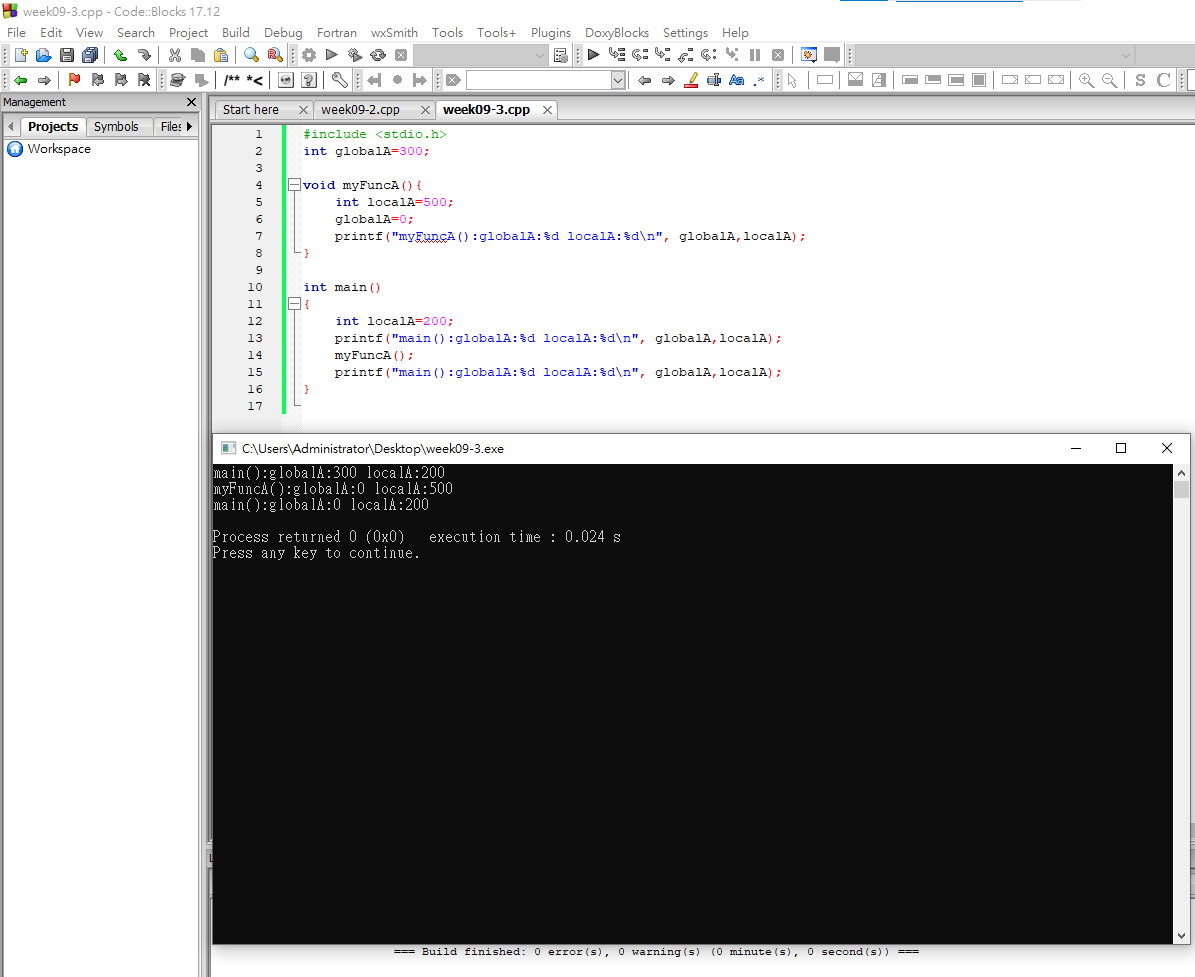 week09-3.cpp - Code::Blocks 17.12
File Edit View Search Project Build Debug Fortran wxSmith Tools Tools+ Plugins DoxyBlocks Settings Help
/** *<
Aa .*
S C
Management
Projects Symbols Files
Workspace
Start here week09-2.cpp week09-3.cpp
1 #include <stdio.h>
2 int globalA=300;
3
4 void myFuncA(){
5 int localA=500;
6 globalA=0;
7 printf("myFuncA():globalA:%d localA:%d\n", globalA,localA);
8 }
9
10 int main()
11 {
12 int localA=200;
13 printf("main():globalA:%d localA:%d\n", globalA,localA);
14 myFuncA();
15 printf("main():globalA:%d localA:%d\n", globalA,localA);
16 }
17
C:\Users\Administrator\Desktop\week09-3.exe
main():globalA:300 localA:200
myFuncA():globalA:0 localA:500
main():globalA:0 localA:200
Process returned 0 (0x0) execution time : 0.024 s
Press any key to continue.
=== Build finished: 0 error(s), 0 warning(s) (0 minute(s), 0 second(s)) ===